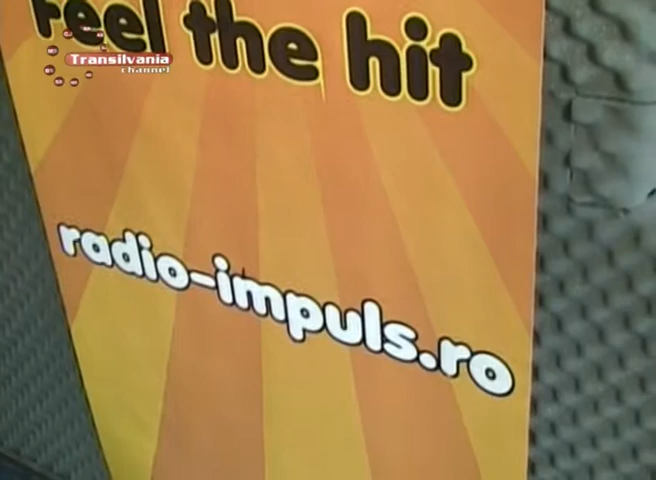 feel the hit
Transilvania
channel
radio-impuls.ro